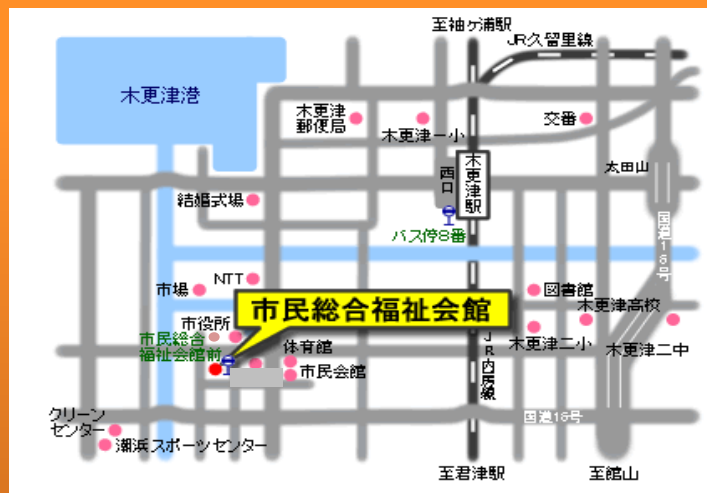 至袖ヶ浦駅
JR久留里線
木更津港
木更津
郵便局
木更津一小
交番
西口
木更津駅
太田山
結婚式場
バス停8番
国道16号
NTT
市場
図書館
市民総合福祉会館
木更津高校
市役所
市民総合
福祉会館前
体育館
JR内房線
木更津二小
木更津二中
市民会館
クリーン
センター
潮浜スポーツセンター
国道16号
至君津駅
至館山